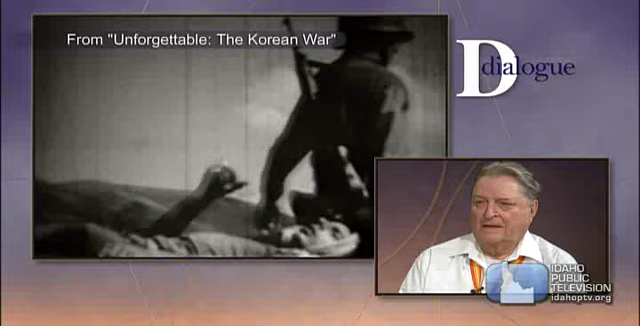 From "Unforgettable: The Korean War"
D
dialogue
IDAHO
PUBLIC
TELEVISION
idahoptv.org